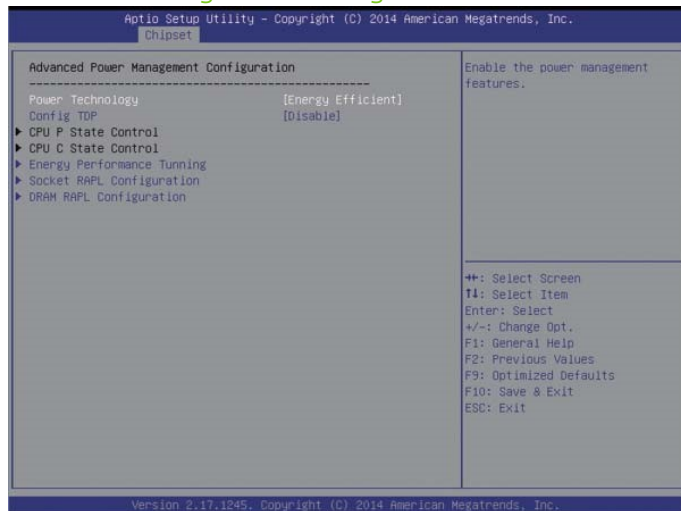 Aptio Setup Utility – Copyright (C) 2014 American Megatrends, Inc.
Chipset
Advanced Power Management Configuration
Power Technology [Energy Efficient]
Config TDP [Disable]
CPU P State Control
CPU C State Control
Energy Performance Tunning
Socket RAPL Configuration
DRAM RAPL Configuration
Enable the power management
features.
→←: Select Screen
↑↓: Select Item
Enter: Select
+/-: Change Opt.
F1: General Help
F2: Previous Values
F9: Optimized Defaults
F10: Save & Exit
ESC: Exit
Version 2.17.1245. Copyright (C) 2014 American Megatrends, Inc.